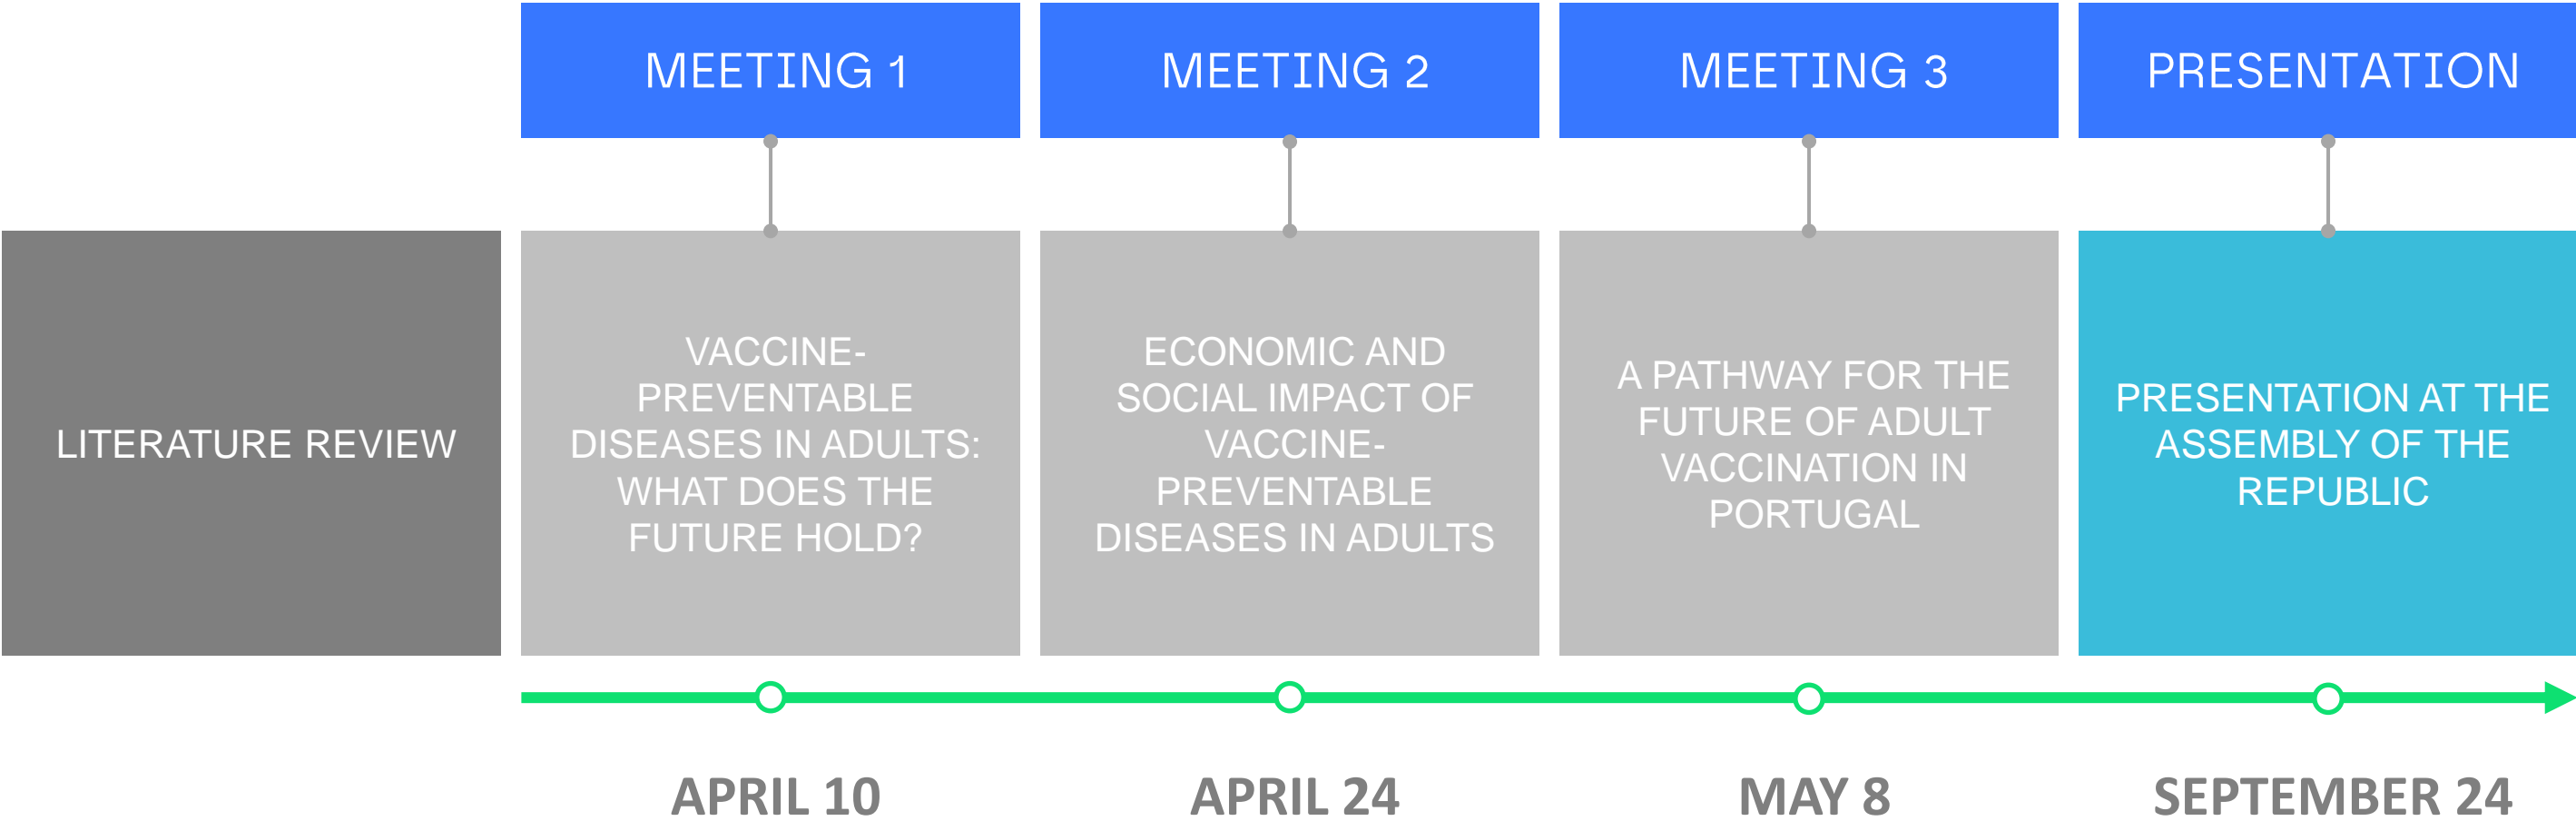 MEETING 1
MEETING 2
MEETING 3
PRESENTATION
LITERATURE REVIEW
VACCINE-
PREVENTABLE
DISEASES IN ADULTS:
WHAT DOES THE
FUTURE HOLD?
ECONOMIC AND
SOCIAL IMPACT OF
VACCINE-
PREVENTABLE
DISEASES IN ADULTS
A PATHWAY FOR THE
FUTURE OF ADULT
VACCINATION IN
PORTUGAL
PRESENTATION AT THE
ASSEMBLY OF THE
REPUBLIC
APRIL 10
APRIL 24
MAY 8
SEPTEMBER 24